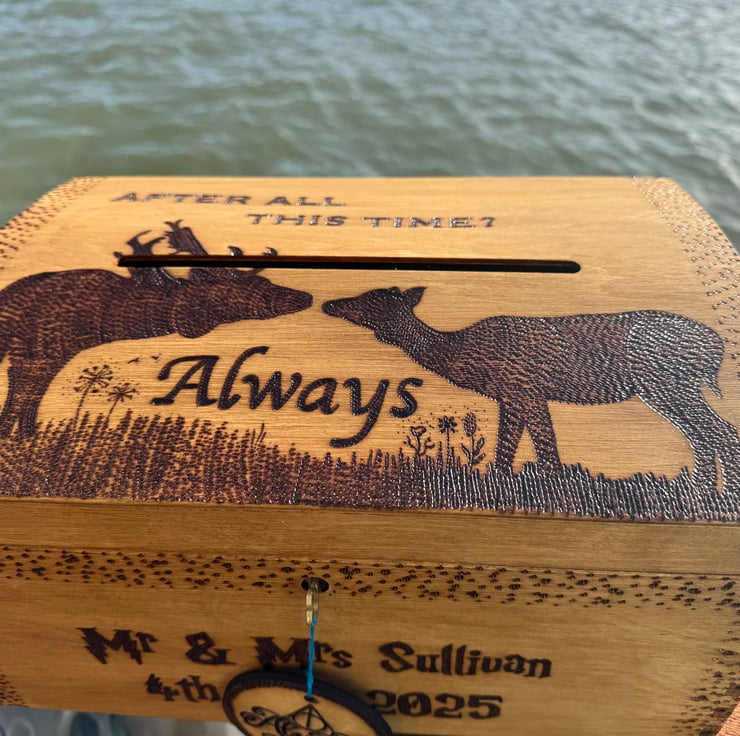 AFTER ALL
THIS TIME?
Always
Mr & Mrs Sullivan
4th 2025